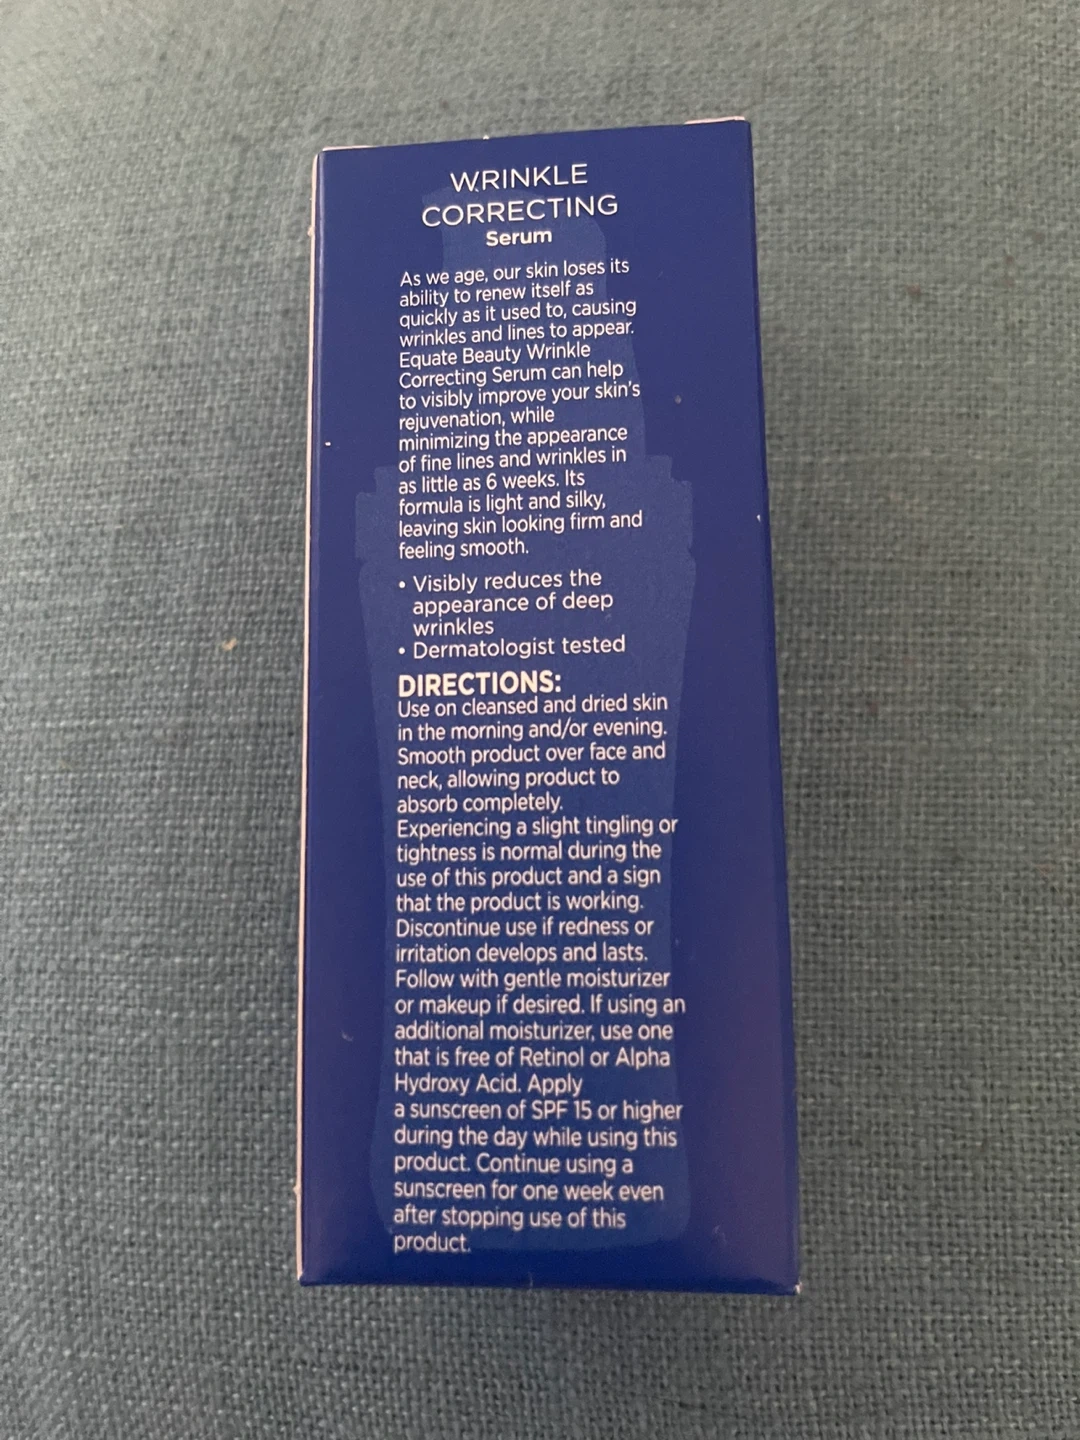 WRINKLE
CORRECTING
Serum
As we age, our skin loses its
ability to renew itself as
quickly as it used to, causing
wrinkles and lines to appear.
Equate Beauty Wrinkle
Correcting Serum can help
to visibly improve your skin's
rejuvenation, while
minimizing the appearance
of fine lines and wrinkles in
as little as 6 weeks. Its
formula is light and silky,
leaving skin looking firm and
feeling smooth.
• Visibly reduces the
appearance of deep
wrinkles
• Dermatologist tested
DIRECTIONS:
Use on cleansed and dried skin
in the morning and/or evening.
Smooth product over face and
neck, allowing product to
absorb completely.
Experiencing a slight tingling or
tightness is normal during the
use of this product and a sign
that the product is working.
Discontinue use if redness or
irritation develops and lasts.
Follow with gentle moisturizer
or makeup if desired. If using an
additional moisturizer, use one
that is free of Retinol or Alpha
Hydroxy Acid. Apply
a sunscreen of SPF 15 or higher
during the day while using this
product. Continue using a
sunscreen for one week even
after stopping use of this
product.